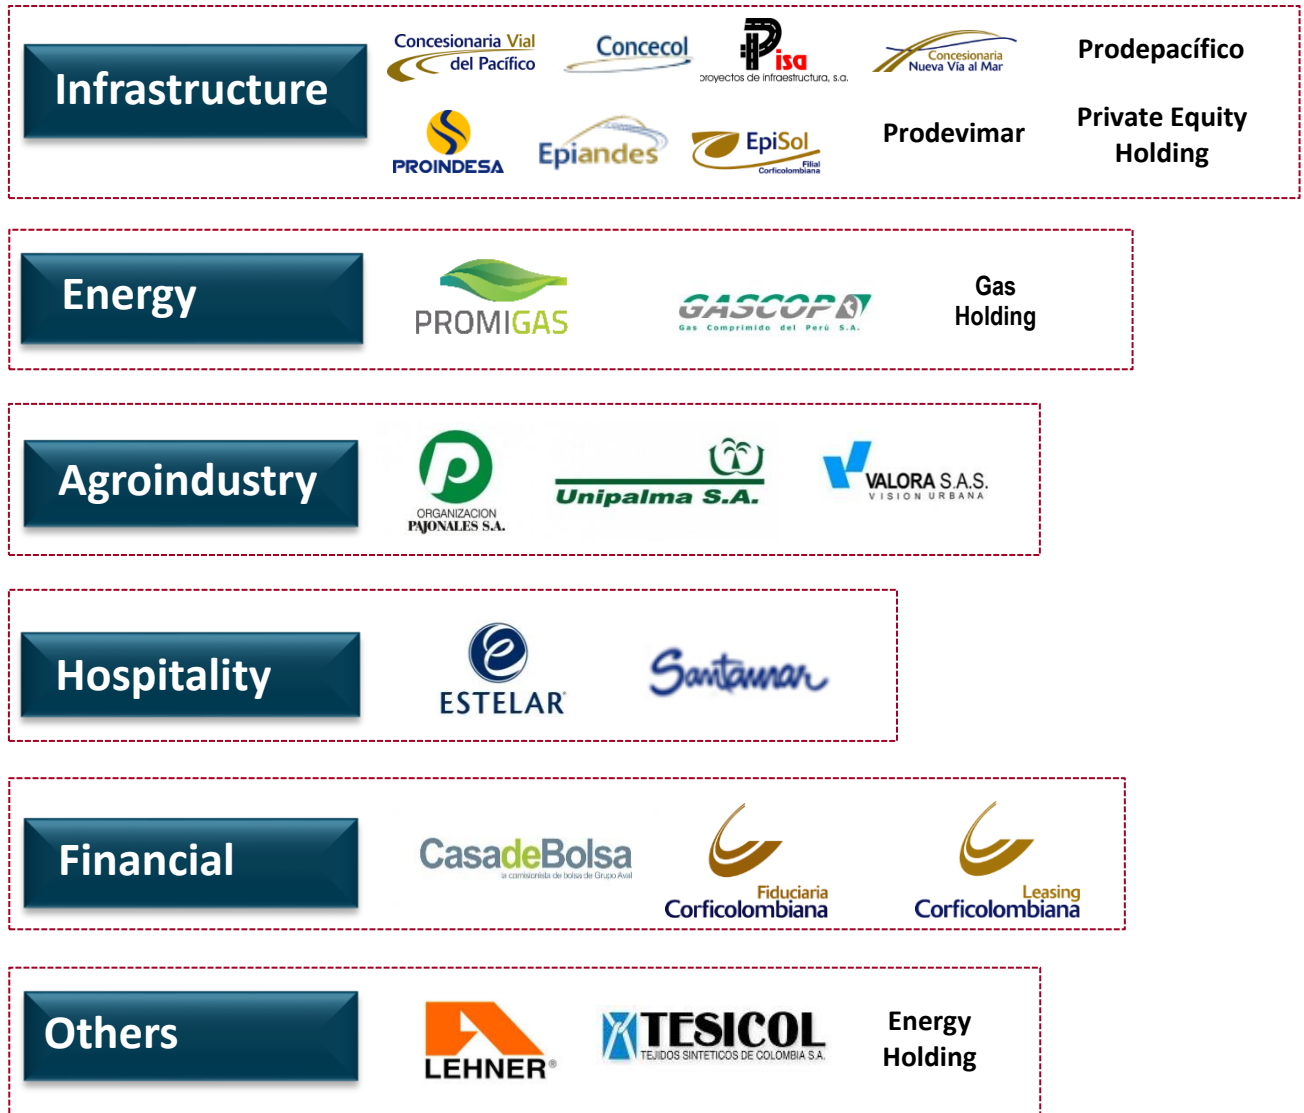 Infrastructure
Concesionaria Vial
del Pacífico
Concecol
Pisa
proyectos de infraestructura, s.a.
Concesionaria
Nueva Vía al Mar
Prodepacífico
PROINDESA
Epiandes
EpiSol
Filial
Corficolombiana
Prodevimar
Private Equity
Holding
Energy
PROMIGAS
GASCOP
Gas Comprimido del Perú S.A.
Gas
Holding
Agroindustry
ORGANIZACION
PAJONALES S.A.
Unipalma S.A.
VALORA S.A.S.
VISION URBANA
Hospitality
ESTELAR
Santamar
Financial
CasadeBolsa
la comisionista de bolsa de Grupo Aval
Fiduciaria
Corficolombiana
Leasing
Corficolombiana
Others
LEHNER®
TESICOL
TEJIDOS SINTETICOS DE COLOMBIA S.A.
Energy
Holding